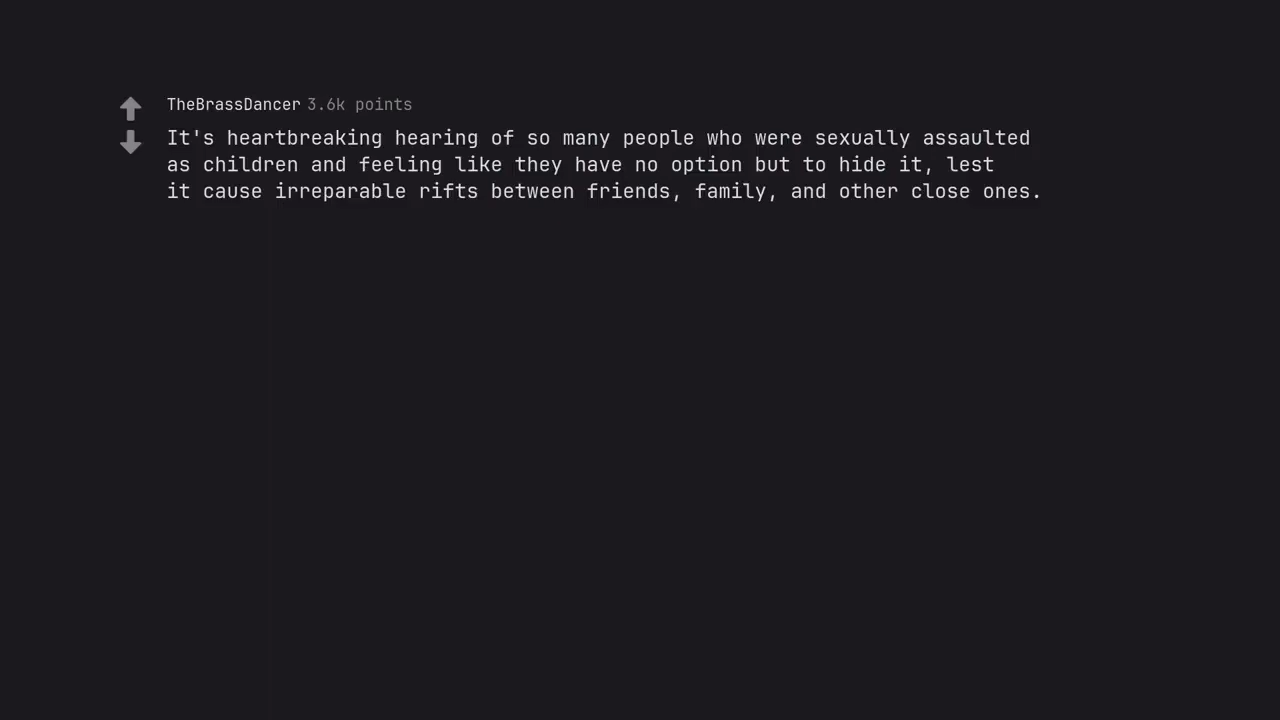 TheBrassDancer 3.6k points
It's heartbreaking hearing of so many people who were sexually assaulted
as children and feeling like they have no option but to hide it, lest
it cause irreparable rifts between friends, family, and other close ones.